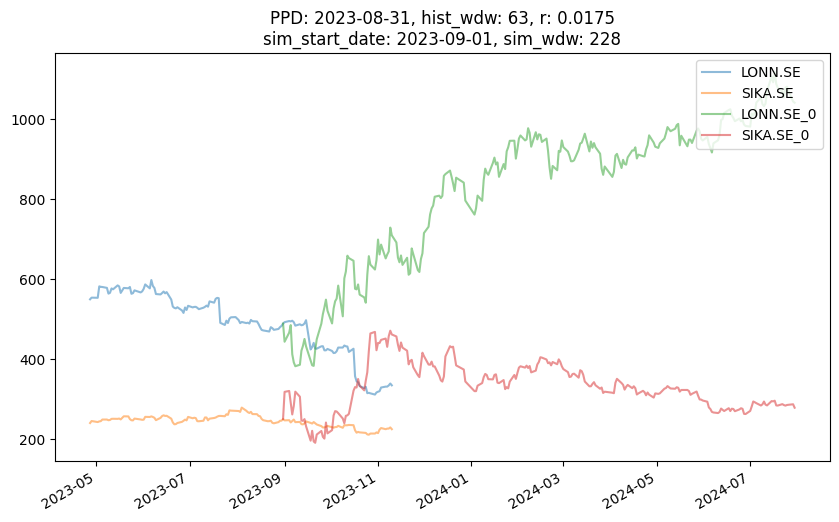 PPD: 2023-08-31, hist_wdw: 63, r: 0.0175
sim_start_date: 2023-09-01, sim_wdw: 228
LONN.SE
SIKA.SE
LONN.SE_0
SIKA.SE_0
1000
800
600
400
200
2023-05
2023-07
2023-09
2023-11
2024-01
2024-03
2024-05
2024-07